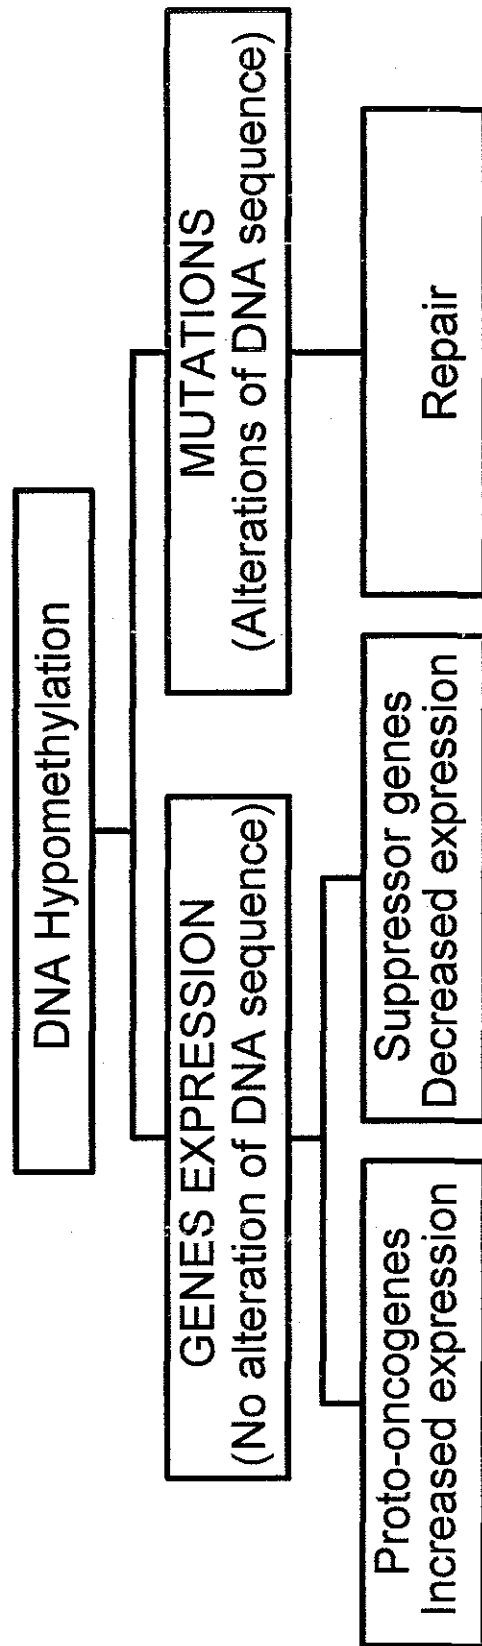 DNA Hypomethylation
GENES EXPRESSION
(No alteration of DNA sequence)
MUTATIONS
(Alterations of DNA sequence)
Proto-oncogenes
Increased expression
Suppressor genes
Decreased expression
Repair